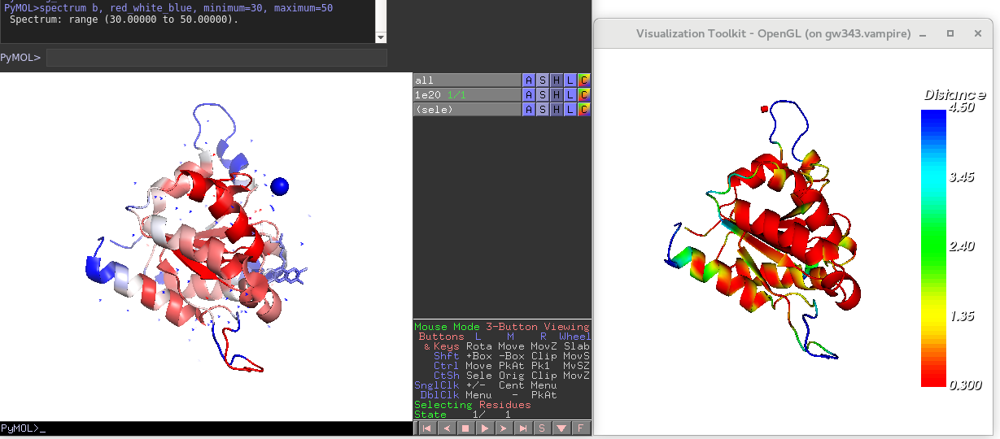 PyMOL>spectrum b, red_white_blue, minimum=30, maximum=50
Spectrum: range (30.00000 to 50.00000).
PyMOL>
all A S H L C
1e20 1/1 A S H L C
(sele) A S H L C
Mouse Mode 3-Button Viewing
Buttons L M R Wheel
& Keys Rota Move MovZ Slab
Shft +Box -Box Clip MovS
Ctrl Move PkAt Pk1 MvSZ
CtSh Sele Orig Clip MovZ
SnglClk +/- Cent Menu
DblClk Menu - PkAt
Selecting Residues
State 1/ 1
S F
PyMOL>_
Visualization Toolkit - OpenGL (on gw343.vampire)
Distance
4.50
3.45
2.40
1.35
0.300